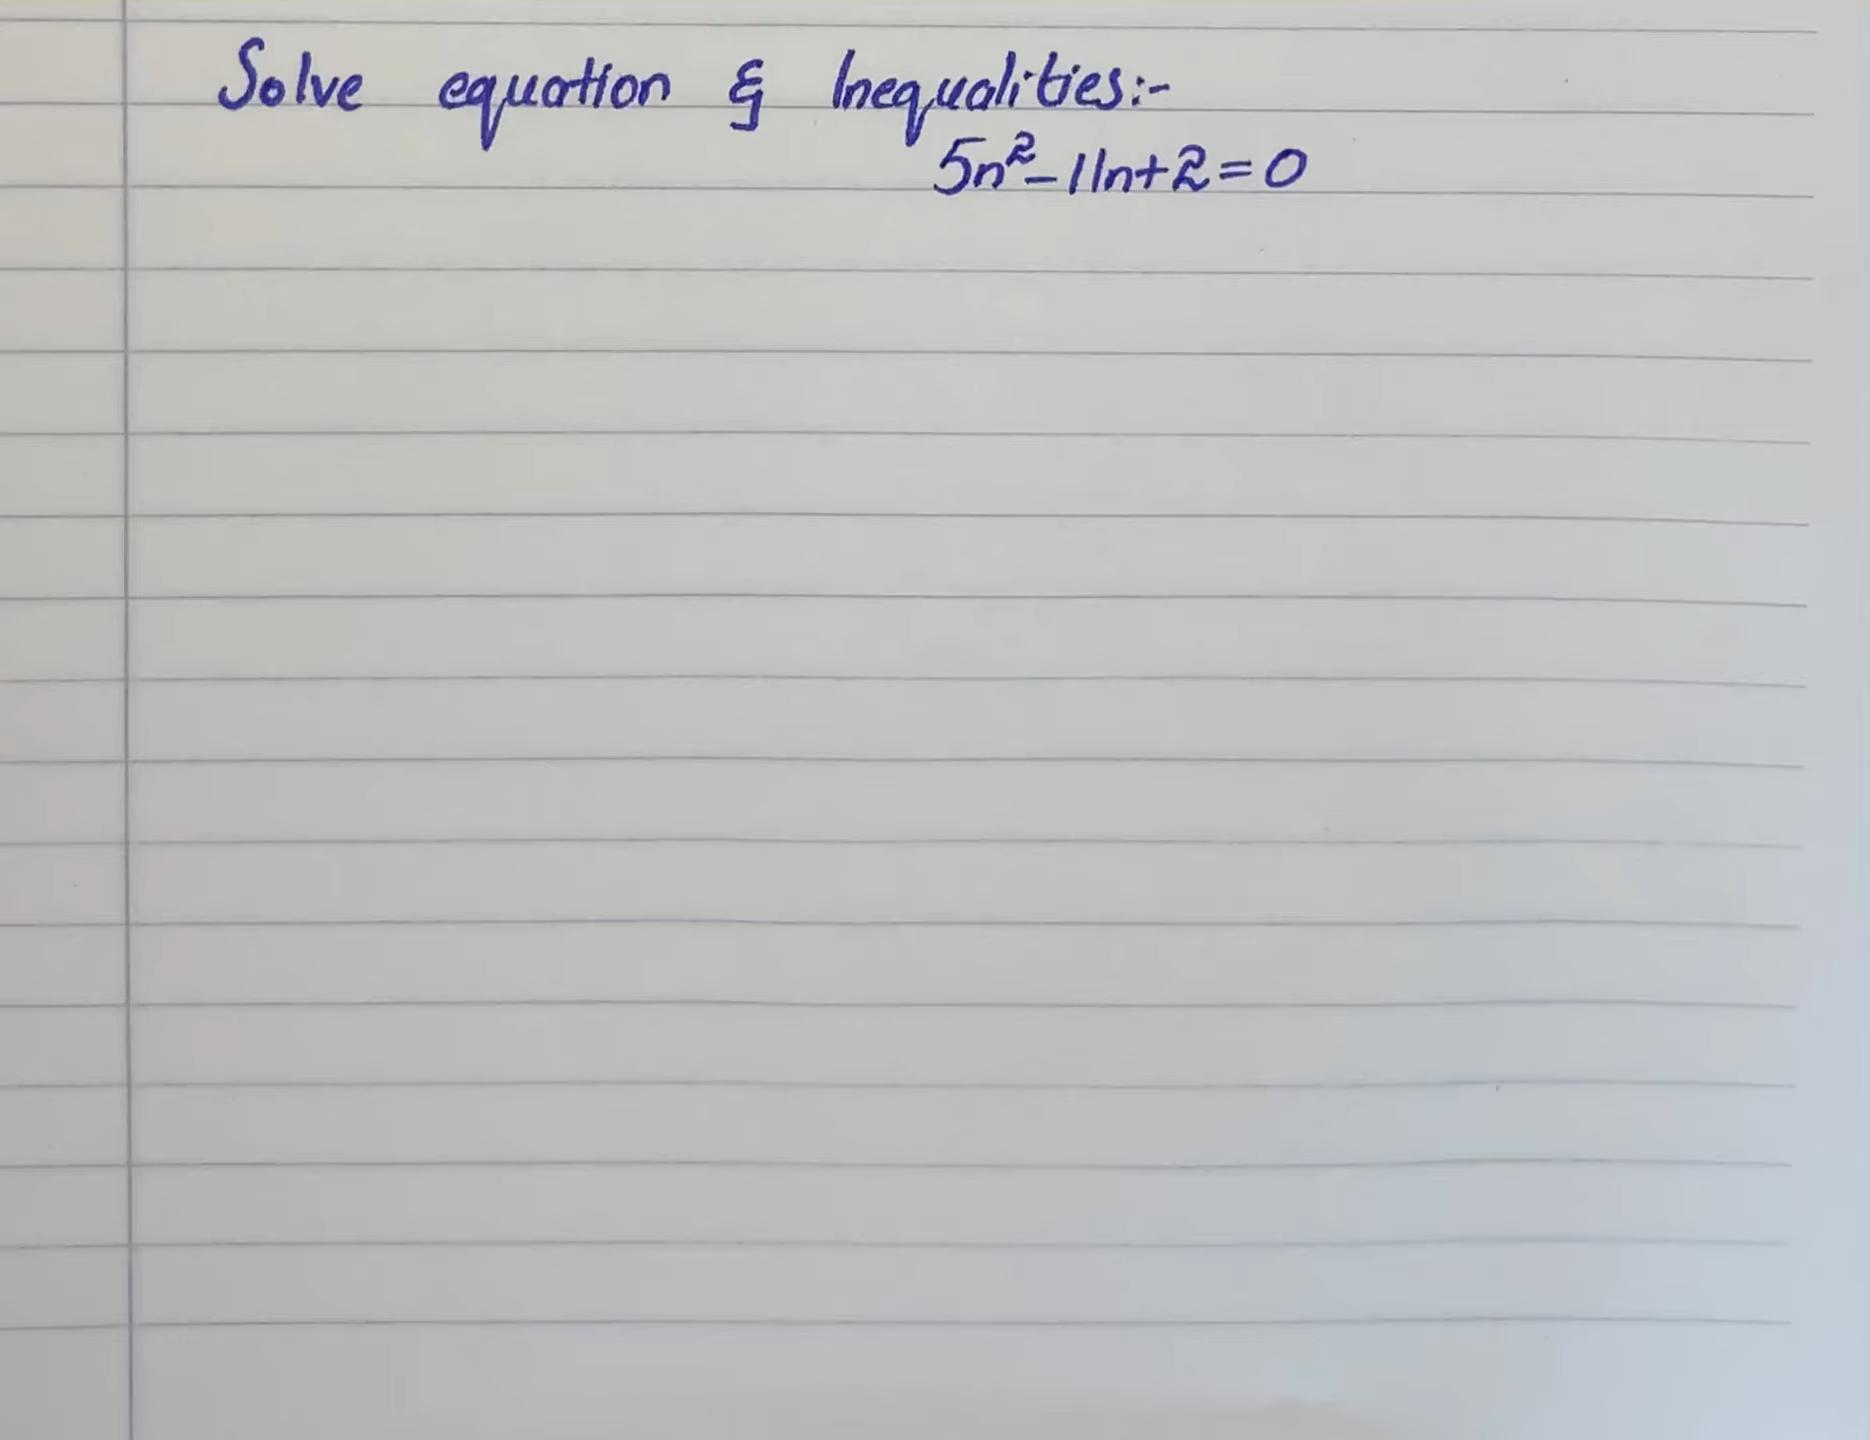 Solve equation & Inequalities:-
5n²-11n+2=0